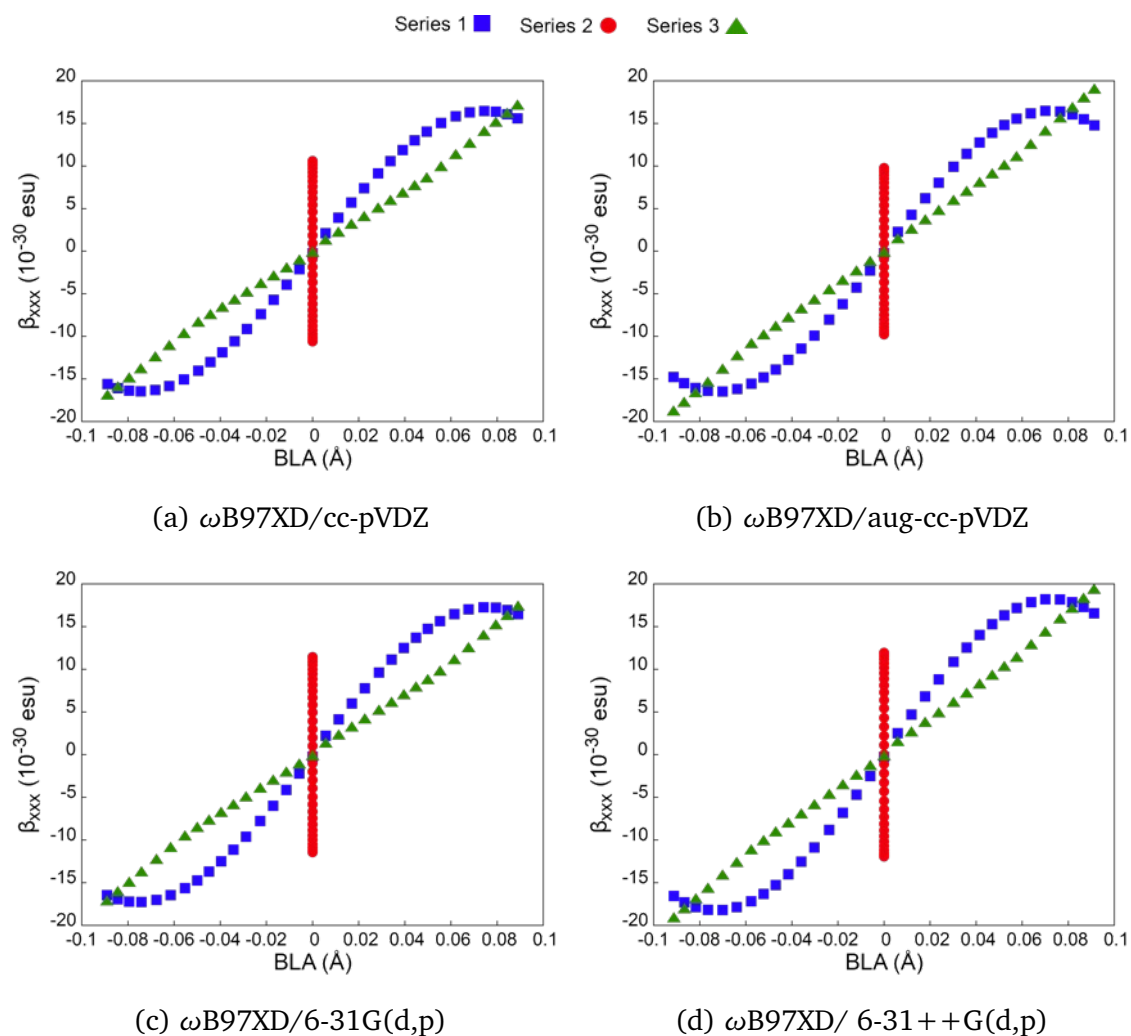 Series 1 Series 2 Series 3
20
15
10
5
0
-5
-10
-15
-20
β_xxx (10^-30 esu)
-0.1 -0.08 -0.06 -0.04 -0.02 0 0.02 0.04 0.06 0.08 0.1
BLA (Å)
(a) ωB97XD/cc-pVDZ
20
15
10
5
0
-5
-10
-15
-20
β_xxx (10^-30 esu)
-0.1 -0.08 -0.06 -0.04 -0.02 0 0.02 0.04 0.06 0.08 0.1
BLA (Å)
(b) ωB97XD/aug-cc-pVDZ
20
15
10
5
0
-5
-10
-15
-20
β_xxx (10^-30 esu)
-0.1 -0.08 -0.06 -0.04 -0.02 0 0.02 0.04 0.06 0.08 0.1
BLA (Å)
(c) ωB97XD/6-31G(d,p)
20
15
10
5
0
-5
-10
-15
-20
β_xxx (10^-30 esu)
-0.1 -0.08 -0.06 -0.04 -0.02 0 0.02 0.04 0.06 0.08 0.1
BLA (Å)
(d) ωB97XD/ 6-31++G(d,p)